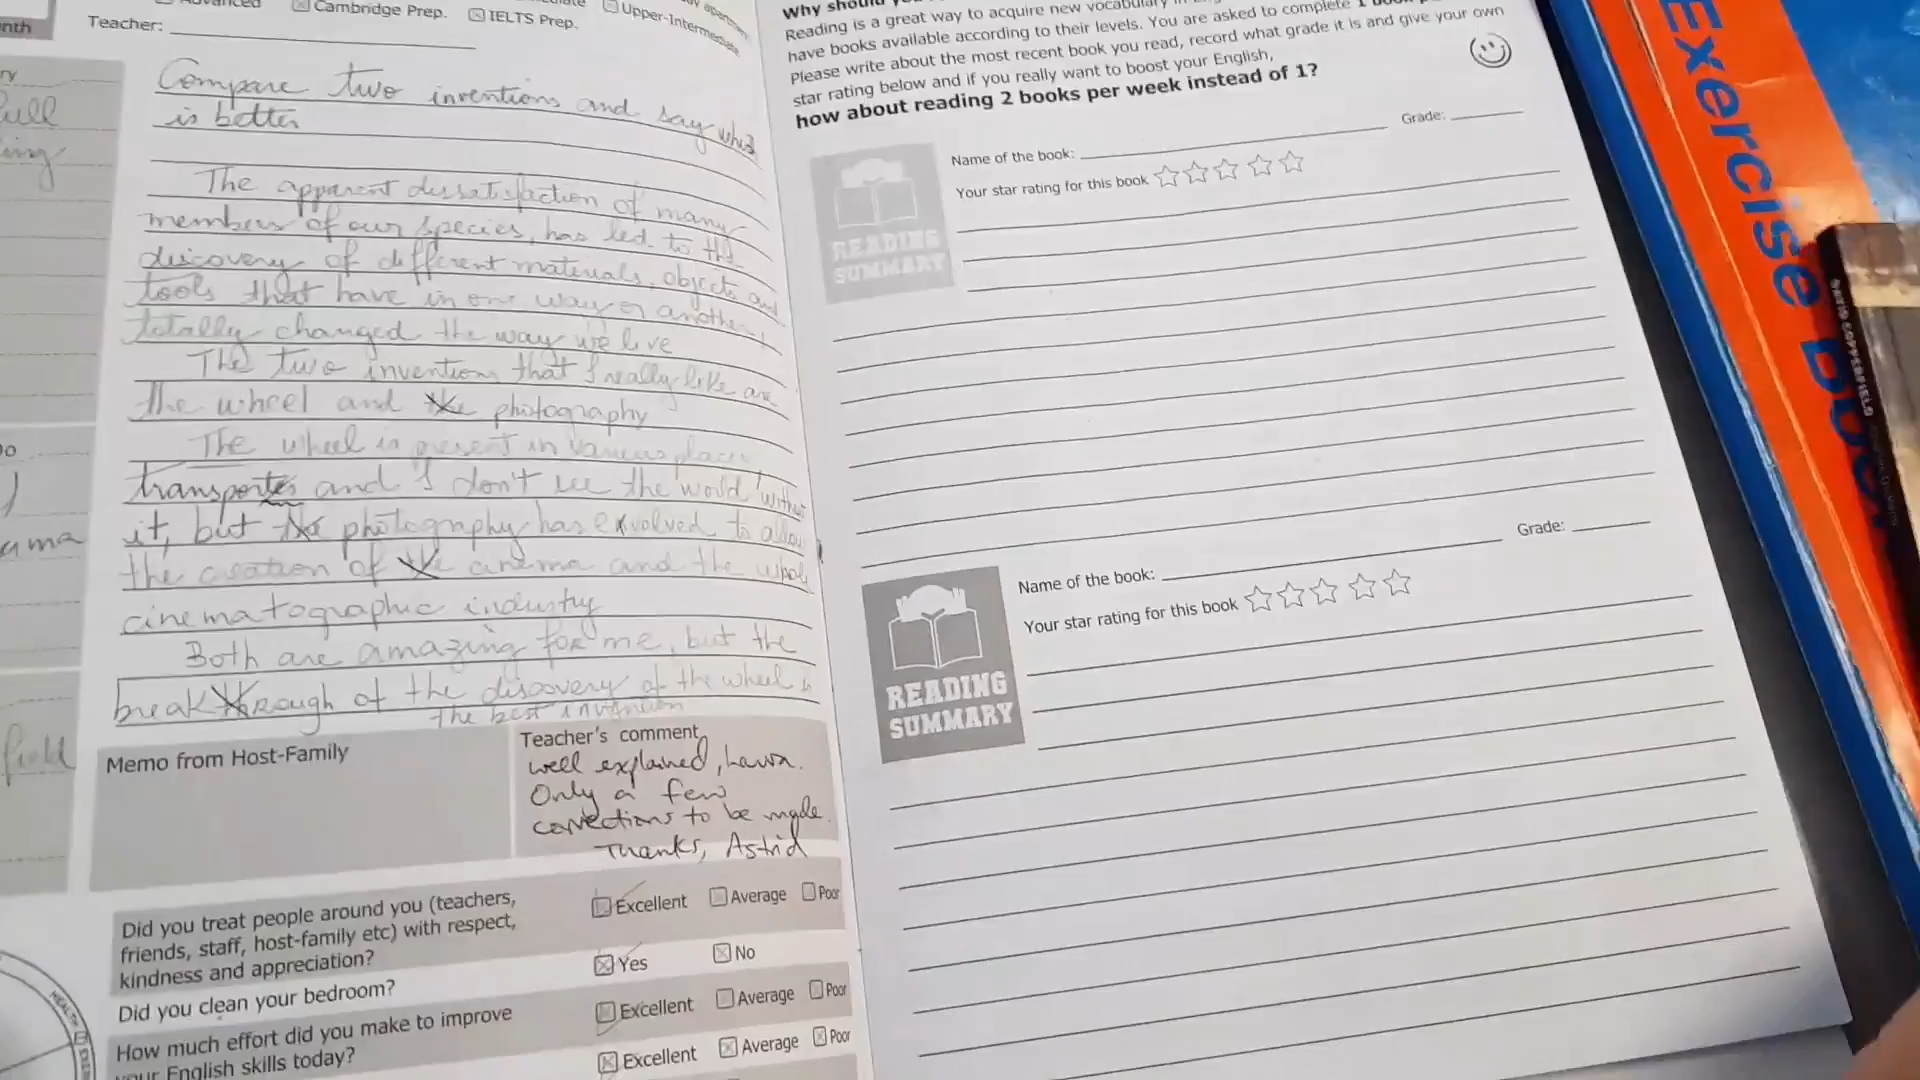 Advanced
Cambridge Prep.
IELTS Prep.
Upper-Intermediate
Teacher:
Compare two inventions and say
is better
The apparent dissatisfaction of many
members of our species, has led to the
discovery of different materials, objects and
tools that have in one way or another
totally changed the way we live
The two inventions that I really like are
the wheel and the photography
The wheel is present in various places,
transportes and I don't see the world
it, but the photography has evolved to allow
the creation of the cinema and the whole
cinematographic industry
Both are amazing for me, but the
breakthrough of the discovery of the wheel is
the best invention
Memo from Host-Family
Teacher's comment
well explained, Laura.
Only a few
corrections to be made.
Thanks, Astrid
Did you treat people around you (teachers,
friends, staff, host-family etc) with respect,
kindness and appreciation?
Excellent Average Poor
Did you clean your bedroom?
Yes No
How much effort did you make to improve
your English skills today?
Excellent Average Poor
Excellent Average Poor
HEALTH
Why should you
Reading is a great way to acquire new vocabulary in
have books available according to their levels. You are asked to complete 1 book
Please write about the most recent book you read, record what grade it is and give your own
star rating below and if you really want to boost your English,
how about reading 2 books per week instead of 1?
READING
SUMMARY
Name of the book: Grade:
Your star rating for this book
READING
SUMMARY
Name of the book: Grade:
Your star rating for this book
Exercise Book
DAVID COPPERFIELD